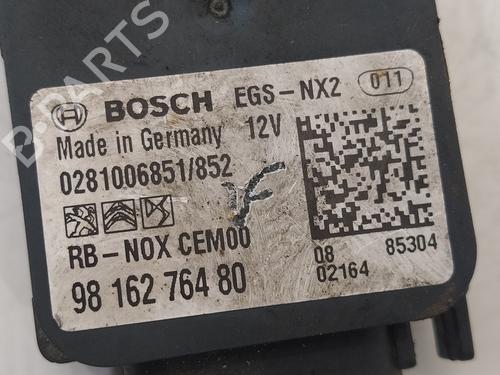 BOSCH EGS-NX2 011
Made in Germany 12V
0281006851/852
RB-NOX CEM00
98 162 764 80
08 85304
02164
B-PARTS